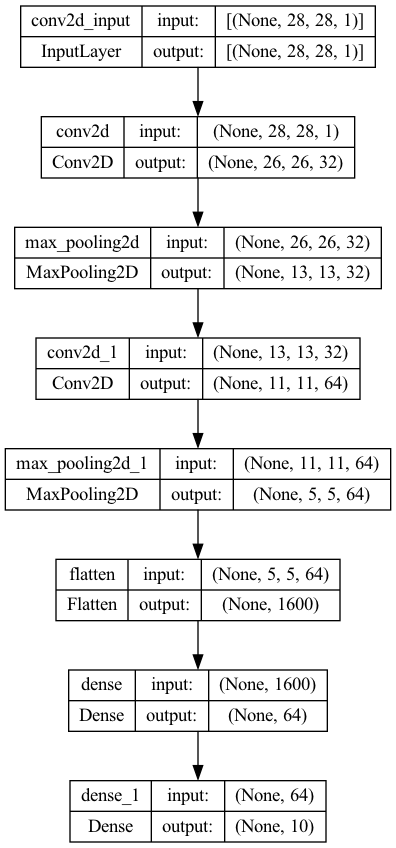 conv2d_input input: [(None, 28, 28, 1)]
InputLayer output: [(None, 28, 28, 1)]
conv2d input: (None, 28, 28, 1)
Conv2D output: (None, 26, 26, 32)
max_pooling2d input: (None, 26, 26, 32)
MaxPooling2D output: (None, 13, 13, 32)
conv2d_1 input: (None, 13, 13, 32)
Conv2D output: (None, 11, 11, 64)
max_pooling2d_1 input: (None, 11, 11, 64)
MaxPooling2D output: (None, 5, 5, 64)
flatten input: (None, 5, 5, 64)
Flatten output: (None, 1600)
dense input: (None, 1600)
Dense output: (None, 64)
dense_1 input: (None, 64)
Dense output: (None, 10)